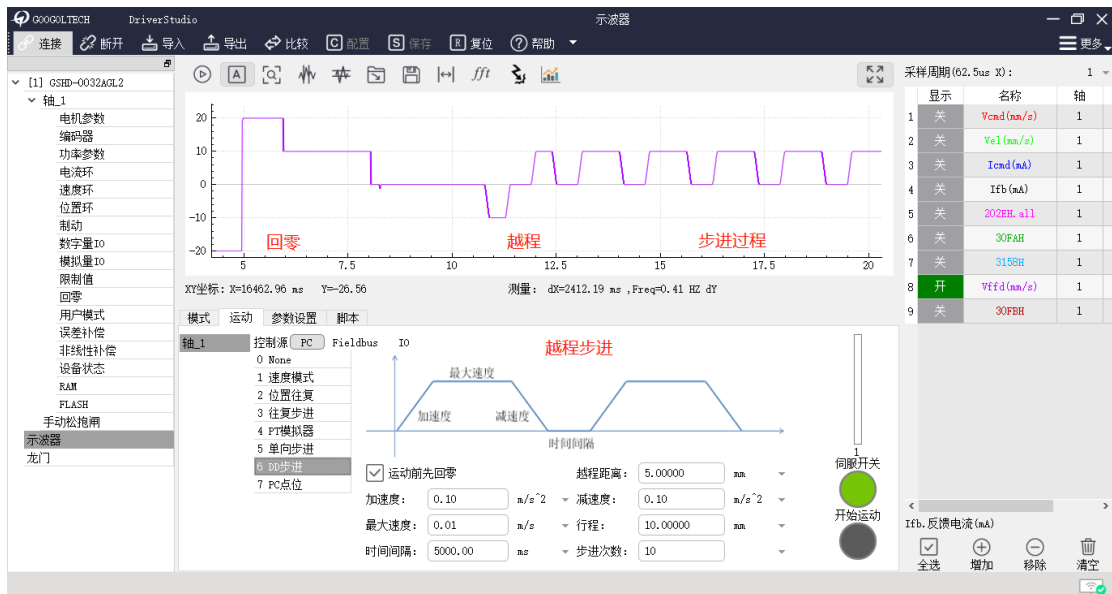 GOOGOLTECH DriverStudio 示波器
连接 断开 导入 导出 比较 C 配置 S 保存 R 复位 ? 帮助 更多
[1] GSHD-0032AGL2
轴_1
电机参数
编码器
功率参数
电流环
速度环
位置环
制动
数字量IO
模拟量IO
限制值
回零
用户模式
误差补偿
非线性补偿
设备状态
RAM
FLASH
手动松抱闸
示波器
龙门
A fft
20
10
0
-10
-20
5 7.5 10 12.5 15 17.5 20
回零 越程 步进过程
XY坐标: X=16462.96 ms Y=-26.56 测量: dX=2412.19 ms ,Freq=0.41 HZ dY
模式 运动 参数设置 脚本
轴_1
控制源 PC Fieldbus IO
0 None
1 速度模式
2 位置往复
3 往复步进
4 PT模拟器
5 单向步进
6 DD步进
7 PC点位
越程步进
最大速度
加速度 减速度
时间间隔
运动前先回零 越程距离: 5.00000 mm
加速度: 0.10 m/s^2 减速度: 0.10 m/s^2
最大速度: 0.01 m/s 行程: 10.00000 mm
时间间隔: 5000.00 ms 步进次数: 10
1
伺服开关
开始运动
采样周期(62.5us X): 1
显示 名称 轴
1 关 Vcmd(mm/s) 1
2 关 Vel(mm/s) 1
3 关 Icmd(mA) 1
4 关 Ifb(mA) 1
5 关 202EH.all 1
6 关 30FAH 1
7 关 3158H 1
8 开 Vffd(mm/s) 1
9 关 30FBH 1
Ifb.反馈电流(mA)
全选 增加 移除 清空